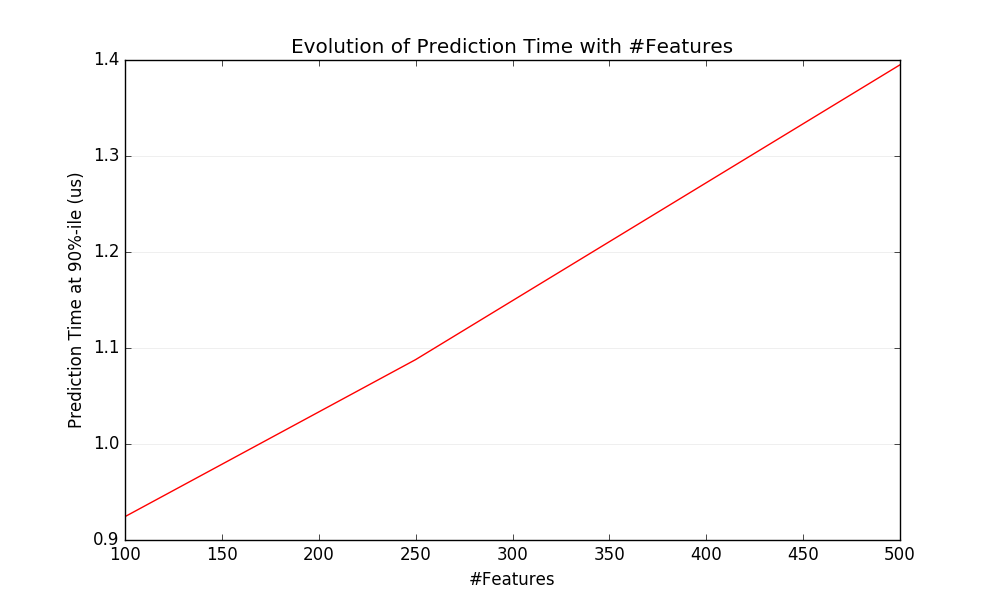 Evolution of Prediction Time with #Features
Prediction Time at 90%-ile (us)
1.4
1.3
1.2
1.1
1.0
0.9
100 150 200 250 300 350 400 450 500
#Features